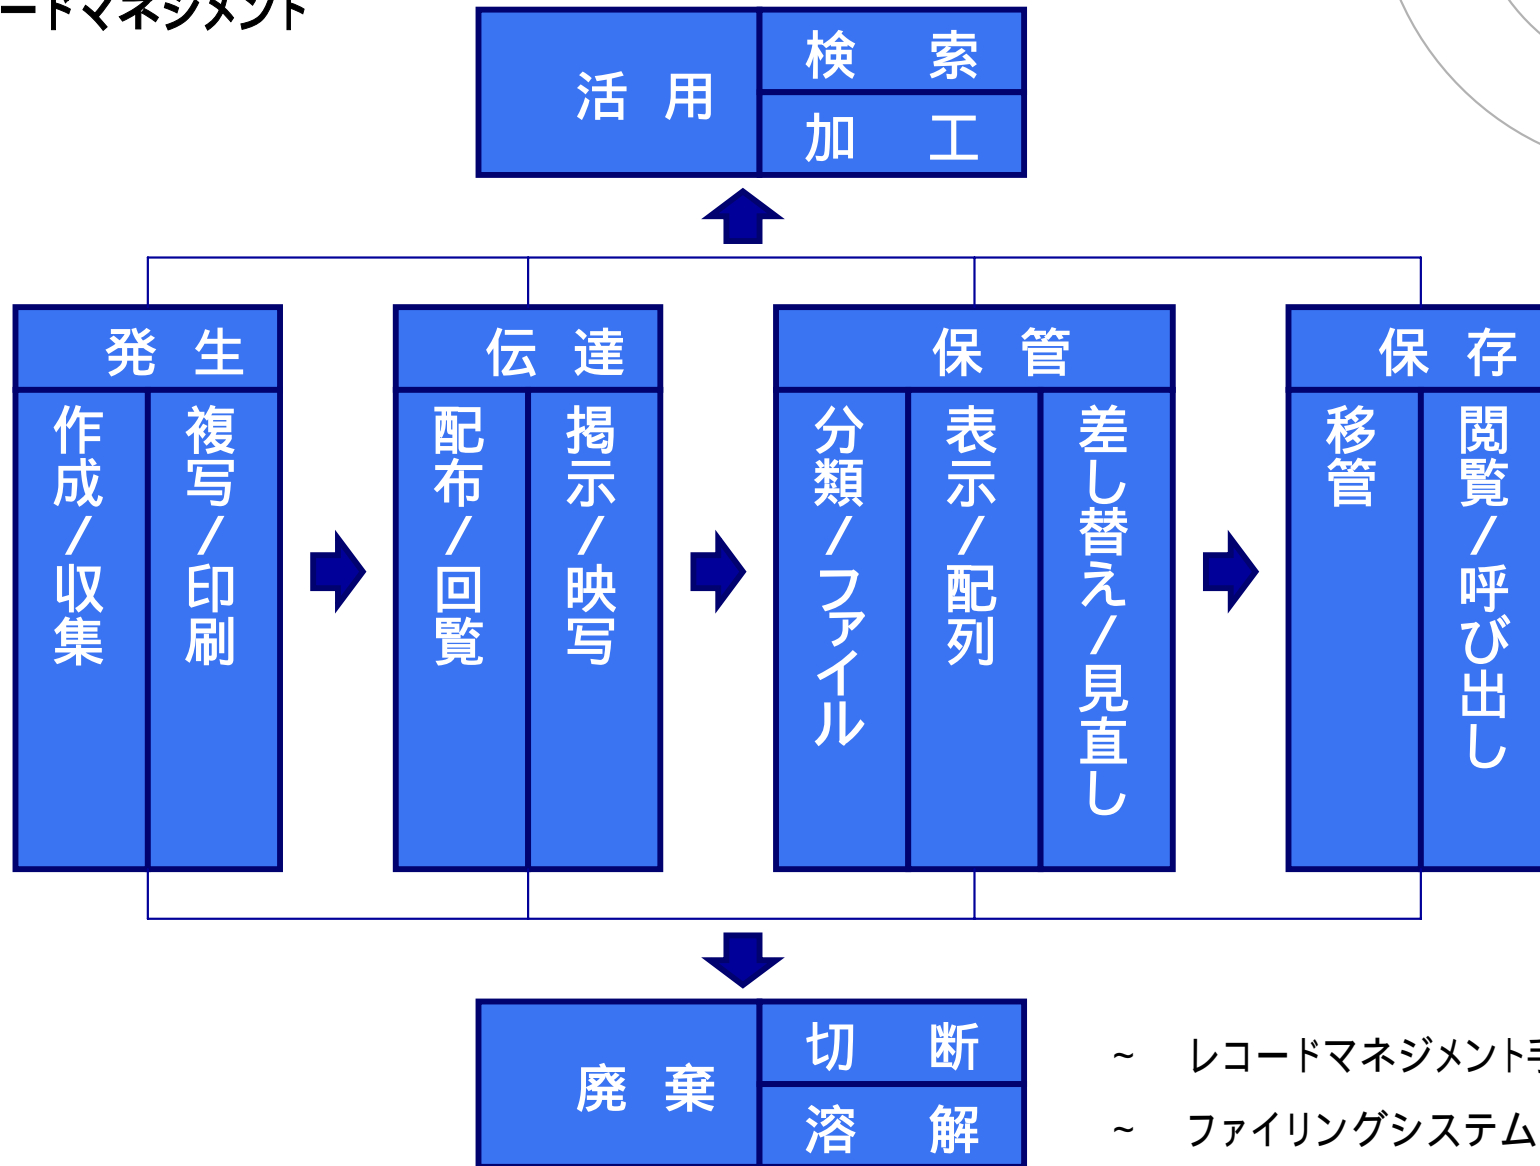 ードマネジメント
活 用
検 索
加 工
発 生
作成/収集
複写/印刷
伝 達
配布/回覧
掲示/映写
保 管
分類/ファイル
表示/配列
差し替え/見直し
保 存
移管
閲覧/呼び出し
廃 棄
切 断
溶 解
~ レコードマネジメント
~ ファイリングシステム